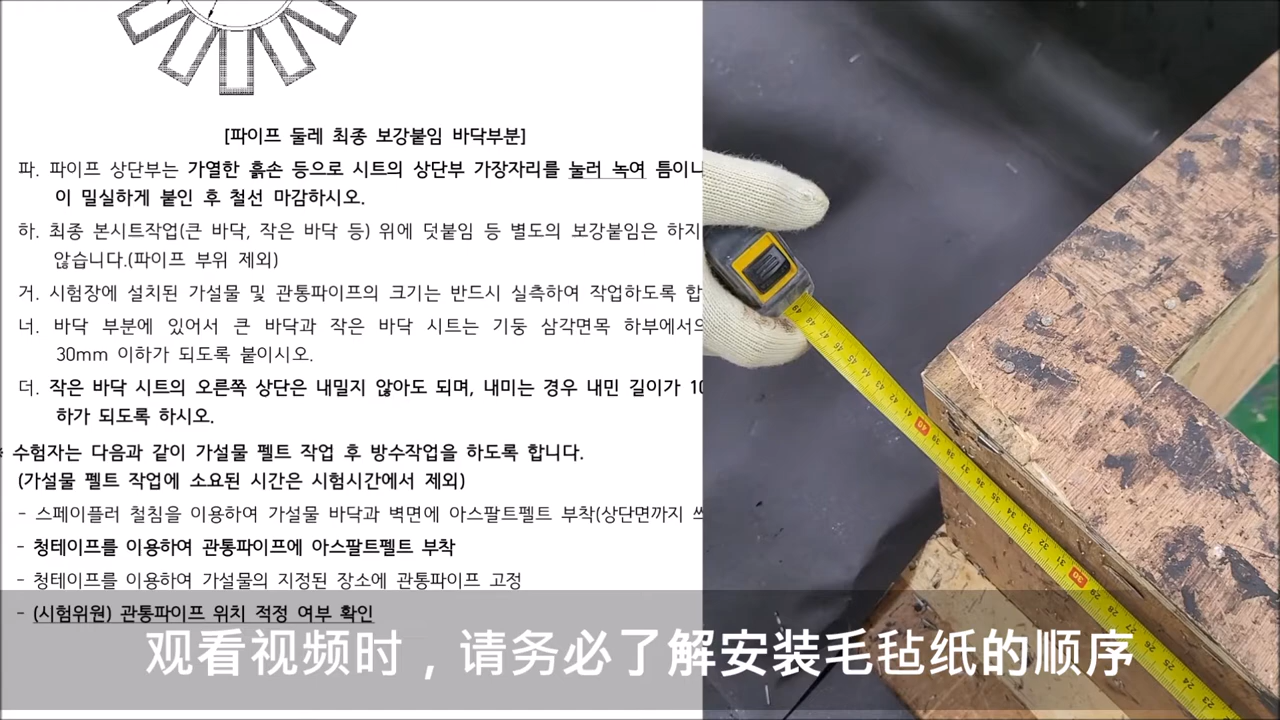 [파이프 둘레 최종 보강붙임 바닥부분]
파. 파이프 상단부는 가열한 흙손 등으로 시트의 상단부 가장자리를 눌러 녹여
이 밀실하게 붙인 후 철선 마감하시오.
하. 최종 본시트작업(큰 바닥, 작은 바닥 등) 위에 덧붙임 등 별도의 보강붙임은 하지
않습니다.(파이프 부위 제외)
거. 시험장에 설치된 가설물 및 관통파이프의 크기는 반드시 실측하여 작업하도록 합
너. 바닥 부분에 있어서 큰 바닥과 작은 바닥 시트는 기둥 삼각면목 하부에서
30mm 이하가 되도록 붙이시오.
더. 작은 바닥 시트의 오른쪽 상단은 내밀지 않아도 되며, 내미는 경우 내민 길이가
하가 되도록 하시오.
수험자는 다음과 같이 가설물 펠트 작업 후 방수작업을 하도록 합니다.
(가설물 펠트 작업에 소요된 시간은 시험시간에서 제외)
- 스페이플러 철침을 이용하여 가설물 바닥과 벽면에 아스팔트펠트 부착(상단면까지
- 청테이프를 이용하여 관통파이프에 아스팔트펠트 부착
- 청테이프를 이용하여 가설물의 지정된 장소에 관통파이프 고정
- (시험위원) 관통파이프 위치 적정 여부 확인
观看视频时，请务必了解安装毛毡纸的顺序